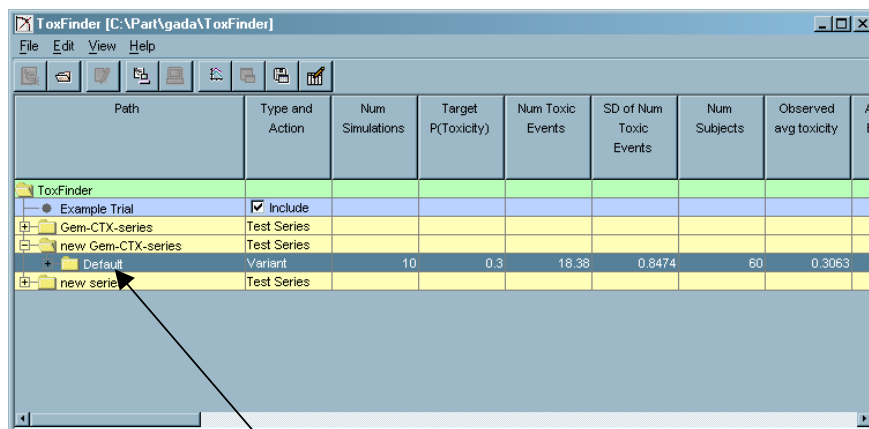 ToxFinder [C:\Part\gada\ToxFinder]
File Edit View Help
Path Type and Action Num Simulations Target P(Toxicity) Num Toxic Events SD of Num Toxic Events Num Subjects Observed avg toxicity
ToxFinder
Example Trial Include
Gem-CTX-series Test Series
new Gem-CTX-series Test Series
Default Variant 10 0.3 18.38 0.8474 60 0.3063
new series Test Series